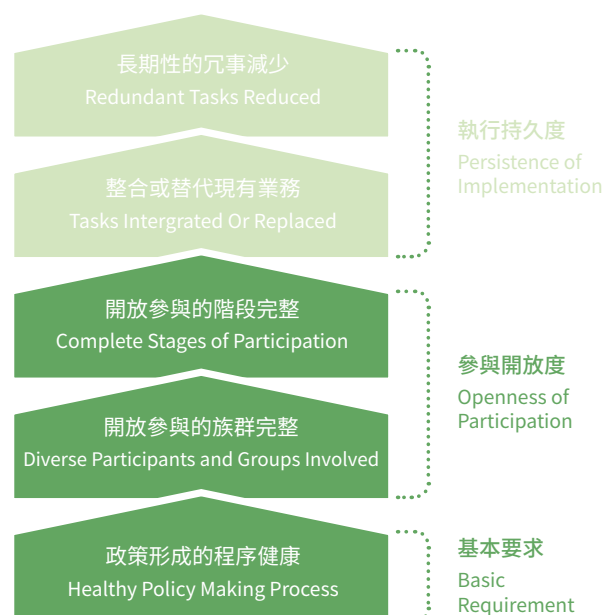 長期性的冗事減少
Redundant Tasks Reduced
執行持久度
Persistence of
Implementation
整合或替代現有業務
Tasks Intergrated Or Replaced
開放參與的階段完整
Complete Stages of Participation
參與開放度
Openness of
Participation
開放參與的族群完整
Diverse Participants and Groups Involved
政策形成的程序健康
Healthy Policy Making Process
基本要求
Basic
Requirement